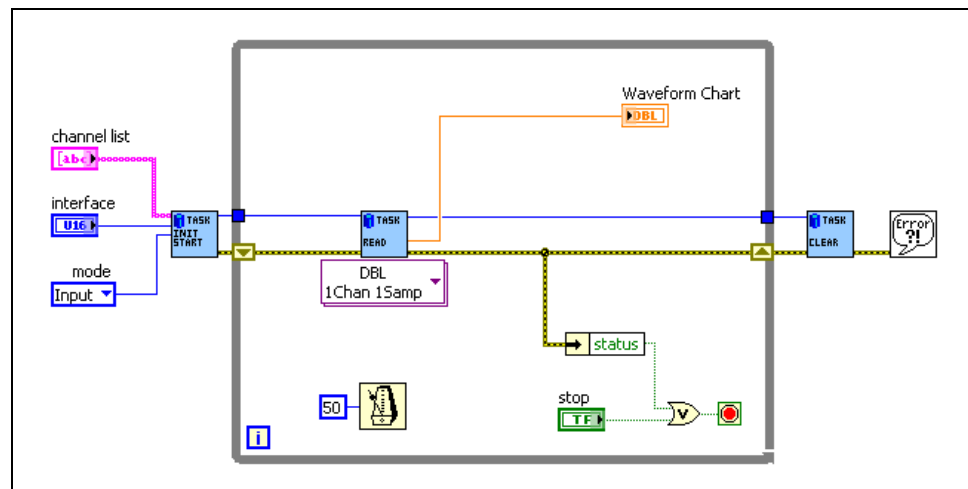 Waveform Chart
DBL
channel list
[abc]
interface
U16
TASK
INIT
START
TASK
READ
TASK
CLEAR
Error
?!
mode
Input
DBL
1Chan 1Samp
status
50
stop
TF
V
i